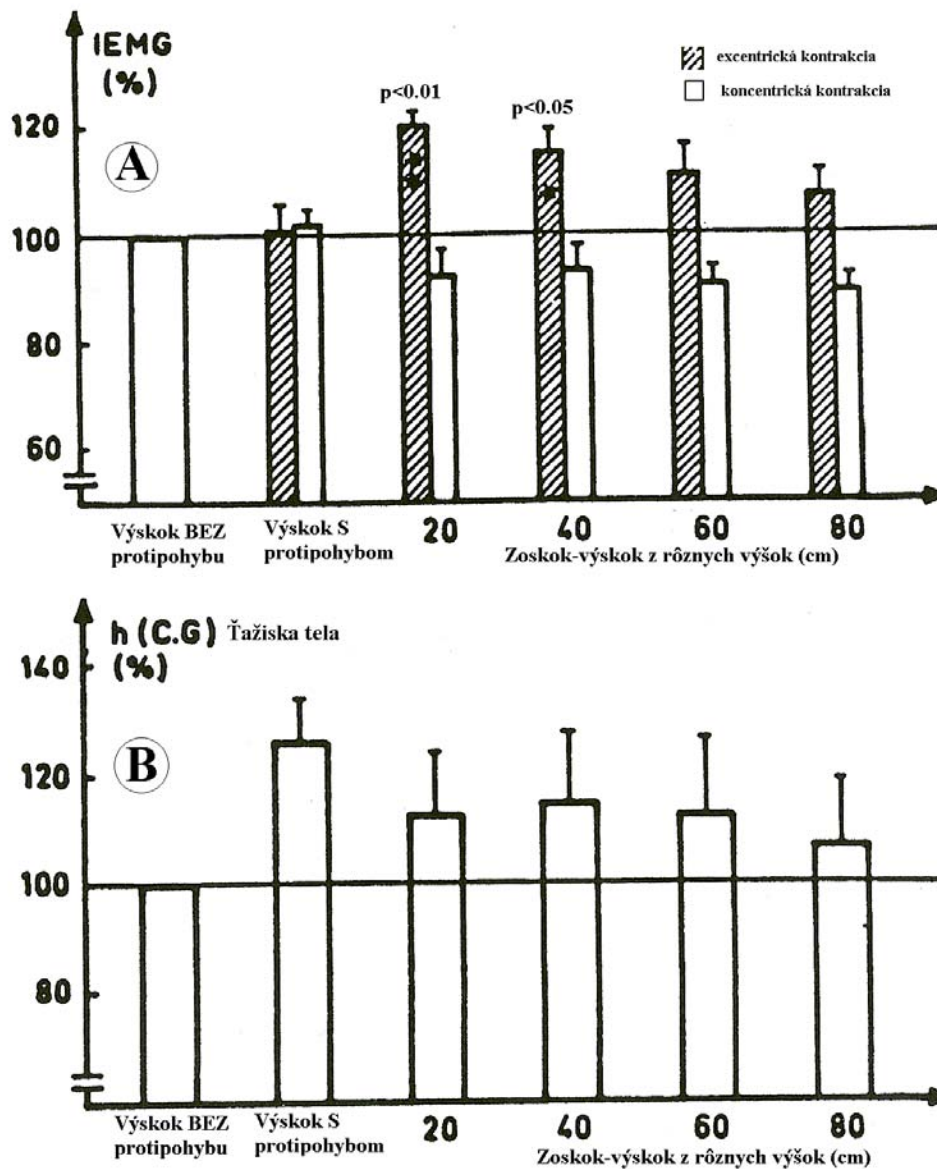 IEMG
(%)
excentrická kontrakcia
koncentrická kontrakcia
p<0.01
p<0.05
120
A
100
80
60
Výskok BEZ
protipohybu
Výskok S
protipohybom
20
40
60
80
Zoskok-výskok z rôznych výšok (cm)
h (C.G) Ťažiska tela
(%)
140
120
B
100
80
Výskok BEZ
protipohybu
Výskok S
protipohybom
20
40
60
80
Zoskok-výskok z rôznych výšok (cm)